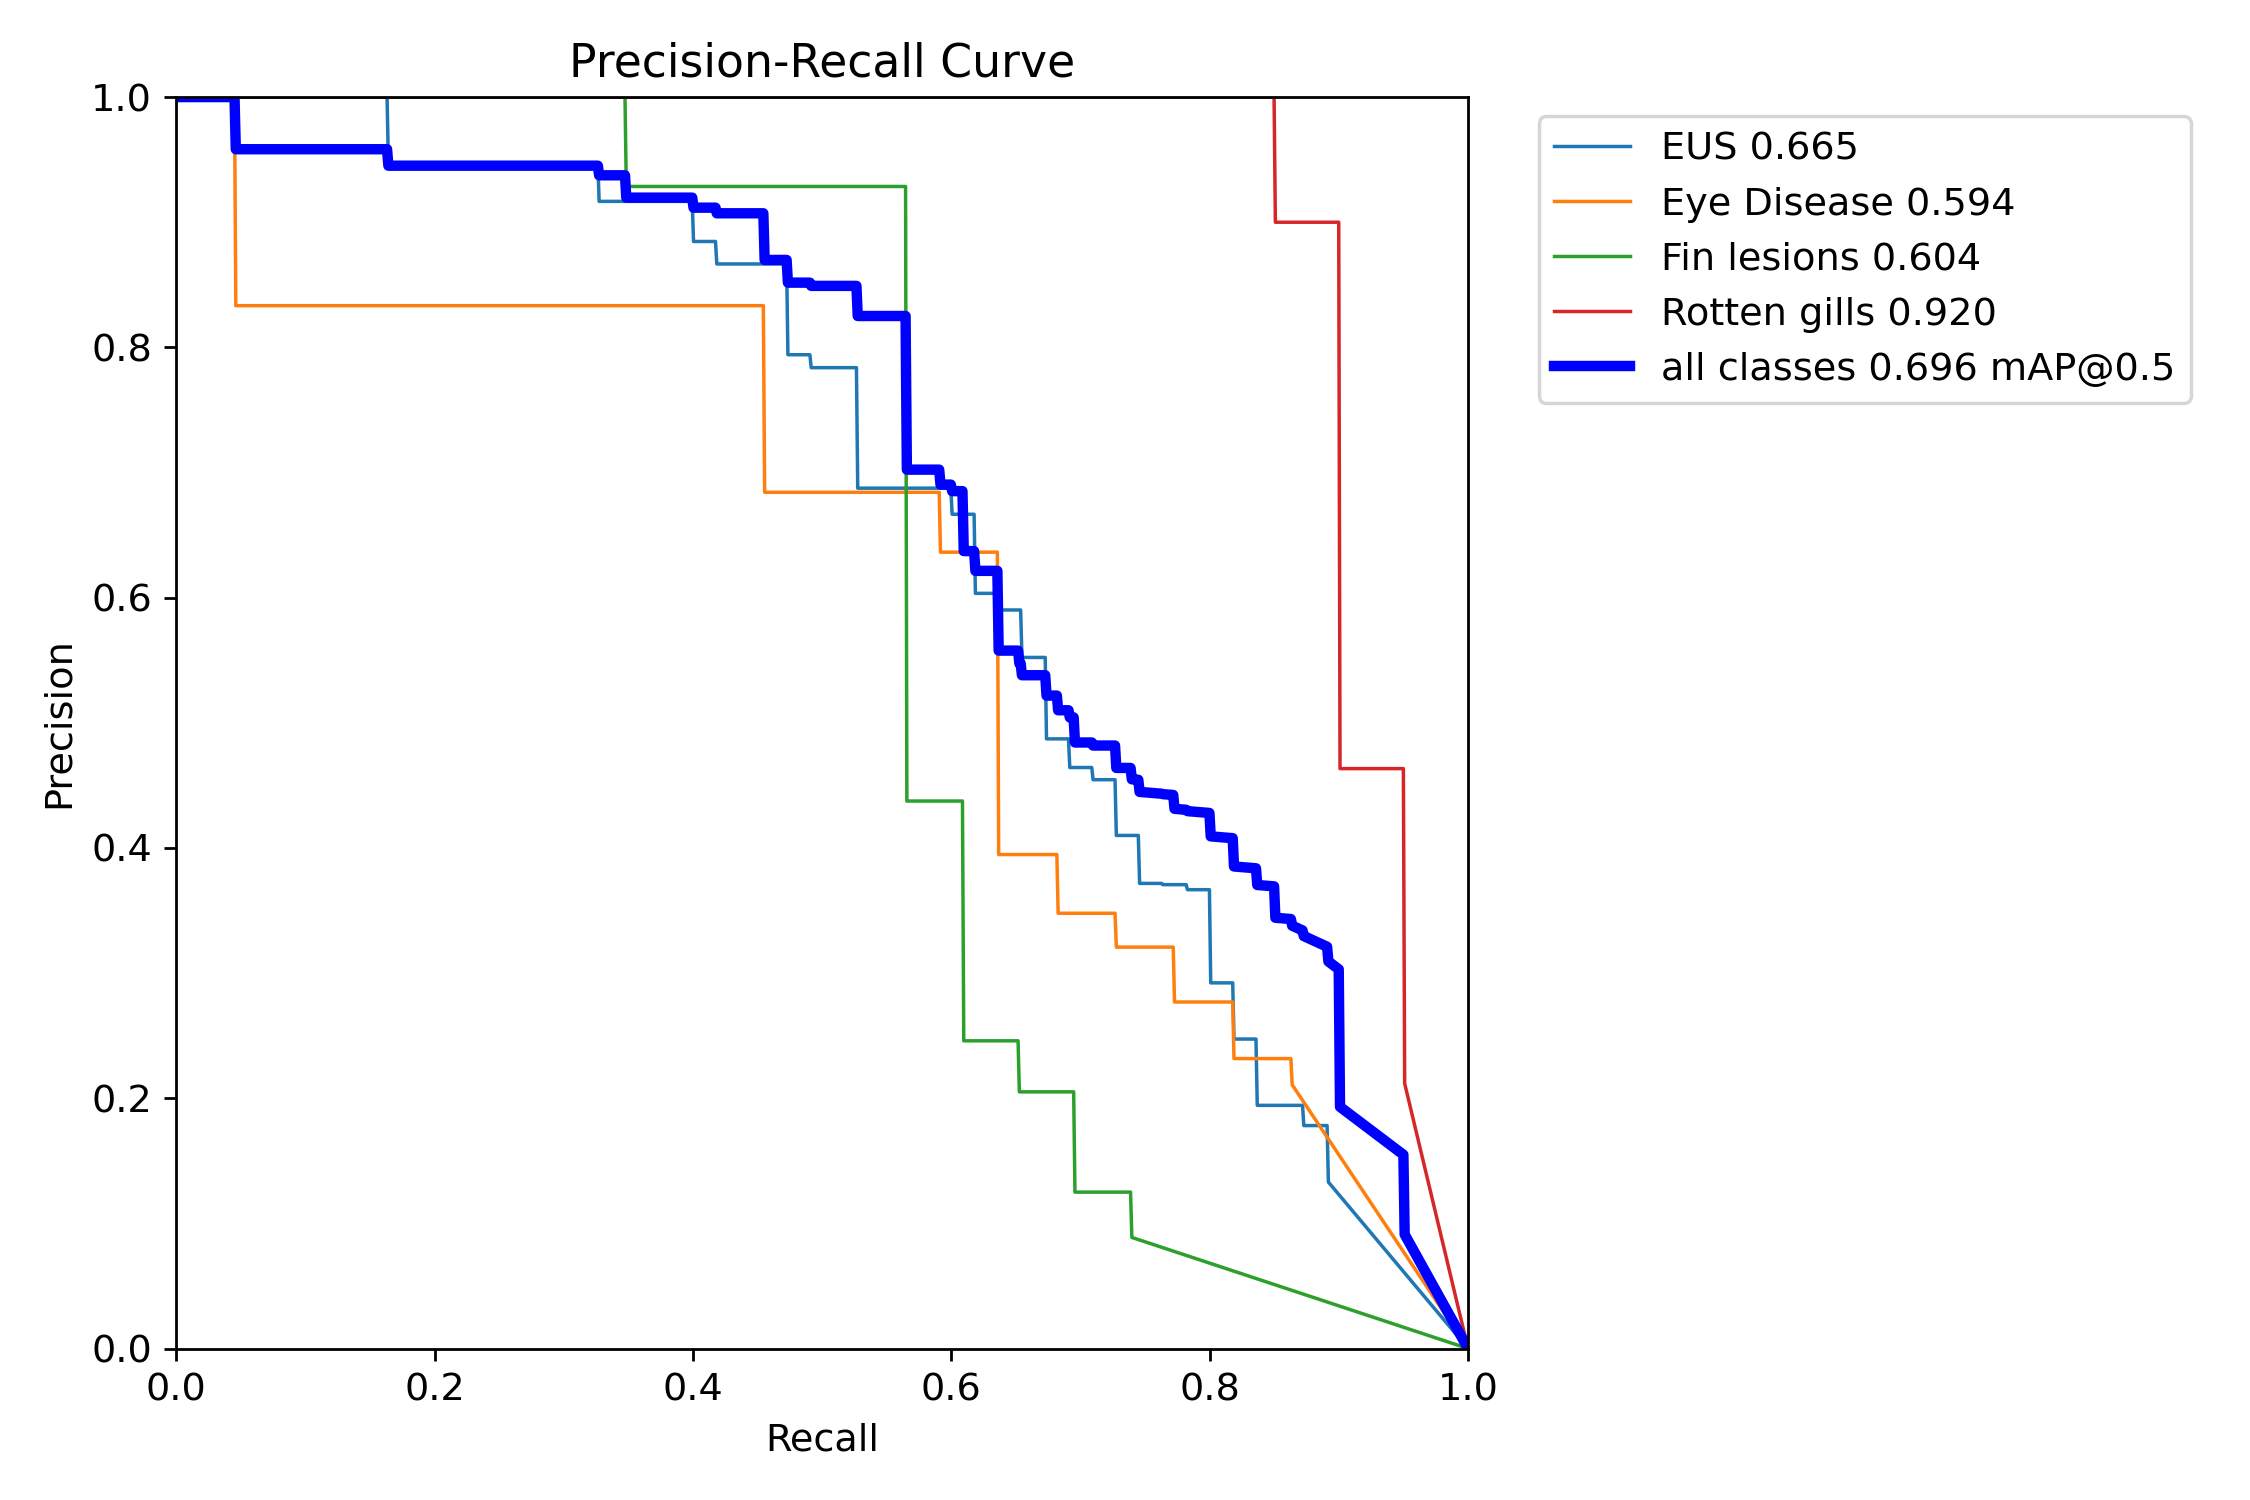 Precision-Recall Curve
1.0
0.8
0.6
0.4
0.2
0.0
Precision
0.0 0.2 0.4 0.6 0.8 1.0
Recall
EUS 0.665
Eye Disease 0.594
Fin lesions 0.604
Rotten gills 0.920
all classes 0.696 mAP@0.5